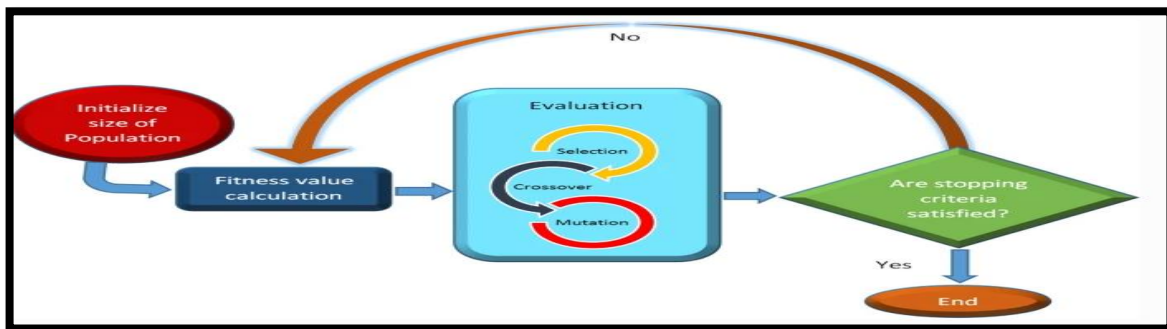 No
Initialize
size of
Population
Evaluation
Selection
Fitness value
calculation
Crossover
Mutation
Are stopping
criteria
satisfied?
Yes
End